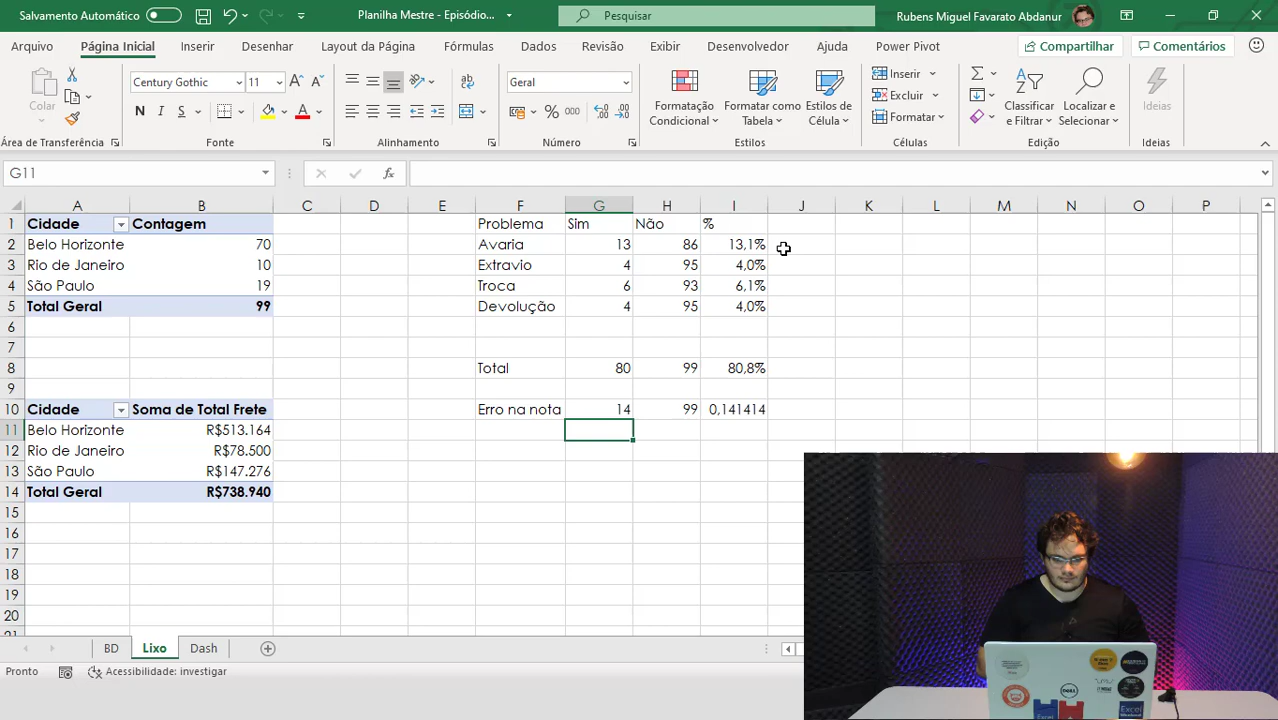 Salvamento Automático
Planilha Mestre - Episódio...
Pesquisar
Rubens Miguel Favarato Abdanur
Arquivo Página Inicial Inserir Desenhar Layout da Página Fórmulas Dados Revisão Exibir Desenvolvedor Ajuda Power Pivot
Compartilhar Comentários
Colar
Century Gothic 11
N I S
Geral
% 000
Formatação Condicional
Formatar como Tabela
Estilos de Célula
Inserir
Excluir
Formatar
Classificar e Filtrar
Localizar e Selecionar
Ideias
Área de Transferência Fonte Alinhamento Número Estilos Células Edição Ideias
G11 fx
A B C D E F G H I J K L M N O P
1 Cidade Contagem Problema Sim Não %
2 Belo Horizonte 70 Avaria 13 86 13,1%
3 Rio de Janeiro 10 Extravio 4 95 4,0%
4 São Paulo 19 Troca 6 93 6,1%
5 Total Geral 99 Devolução 4 95 4,0%
6
7
8 Total 80 99 80,8%
9
10 Cidade Soma de Total Frete Erro na nota 14 99 0,141414
11 Belo Horizonte R$513.164
12 Rio de Janeiro R$78.500
13 São Paulo R$147.276
14 Total Geral R$738.940
15
16
17
18
19
20
21
BD Lixo Dash
Pronto Acessibilidade: investigar
DELL
Excel
Excel